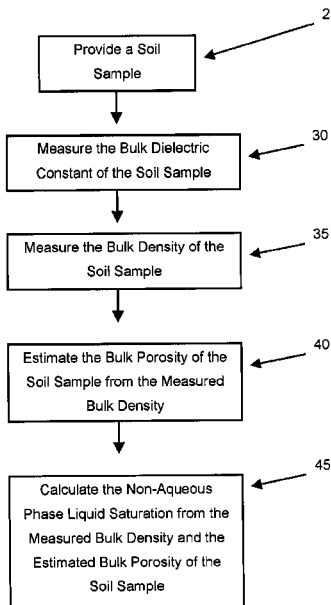 2
Provide a Soil
Sample
30
Measure the Bulk Dielectric
Constant of the Soil Sample
35
Measure the Bulk Density of the
Soil Sample
40
Estimate the Bulk Porosity of the
Soil Sample from the Measured
Bulk Density
45
Calculate the Non-Aqueous
Phase Liquid Saturation from the
Measured Bulk Density and the
Estimated Bulk Porosity of the
Soil Sample